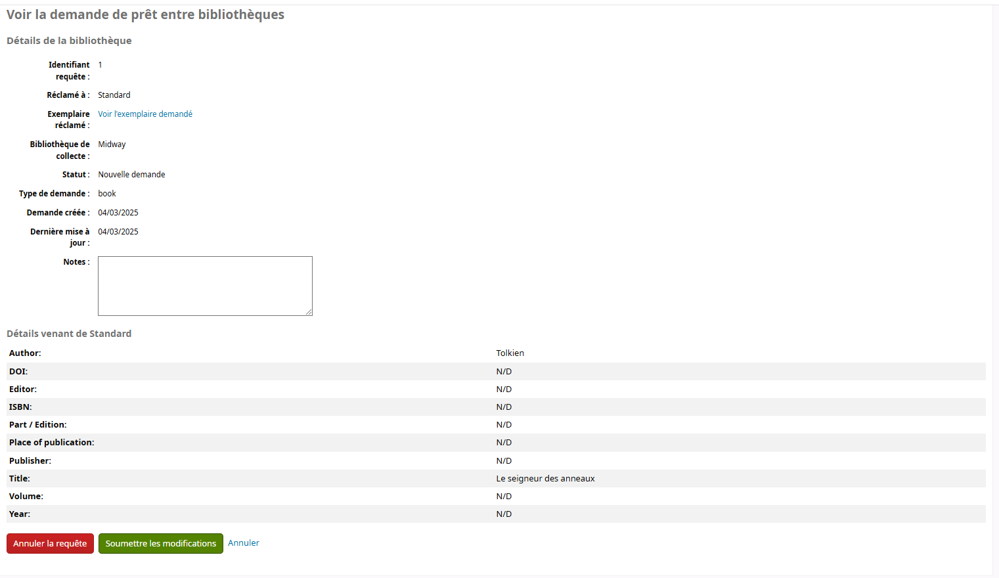 Voir la demande de prêt entre bibliothèques
Détails de la bibliothèque
Identifiant
requête :
1
Réclamé à :
Standard
Exemplaire
réclamé :
Voir l'exemplaire demandé
Bibliothèque de
collecte :
Midway
Statut :
Nouvelle demande
Type de demande :
book
Demande créée :
04/03/2025
Dernière mise à
jour :
04/03/2025
Notes :
Détails venant de Standard
Author: Tolkien
DOI: N/D
Editor: N/D
ISBN: N/D
Part / Edition: N/D
Place of publication: N/D
Publisher: N/D
Title: Le seigneur des anneaux
Volume: N/D
Year: N/D
Annuler la requête Soumettre les modifications Annuler